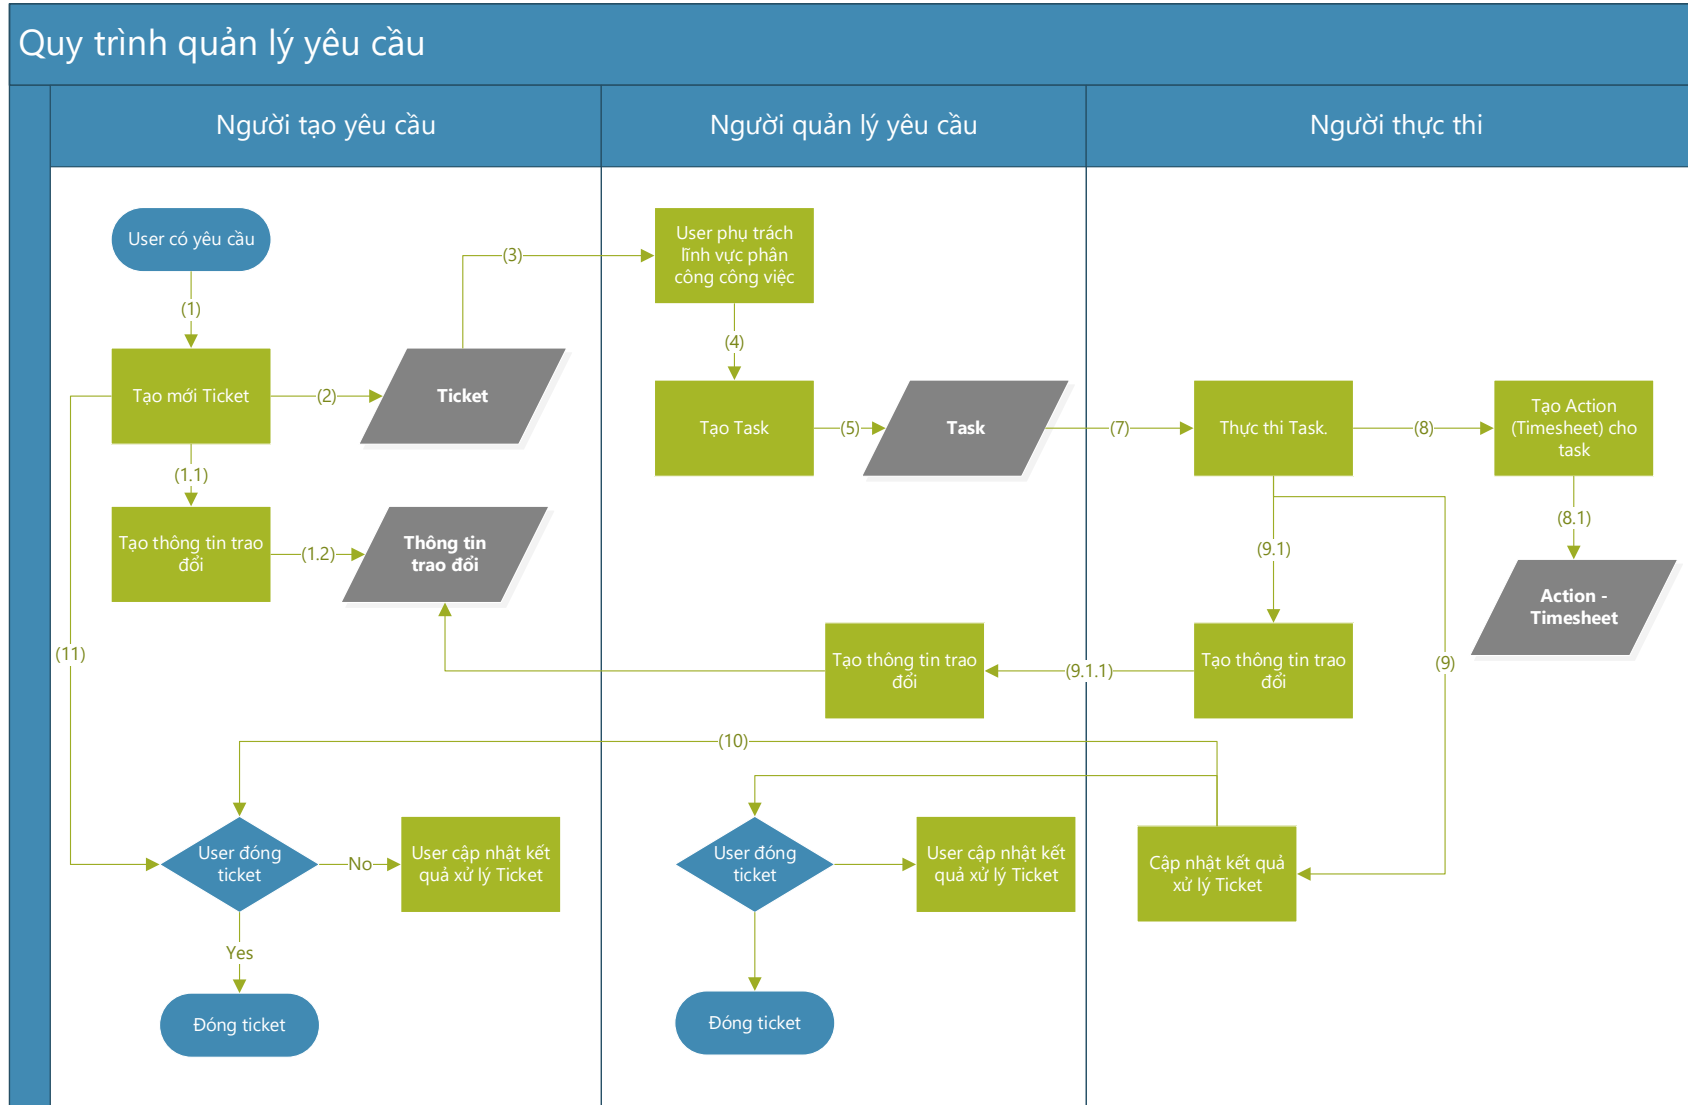 Quy trình quản lý yêu cầu
Người tạo yêu cầu
Người quản lý yêu cầu
Người thực thi
User có yêu cầu
(1)
Tạo mới Ticket
(2)
Ticket
(3)
User phụ trách
lĩnh vực phân
công công việc
(4)
Tạo Task
(5)
Task
(7)
Thực thi Task.
(8)
Tạo Action
(Timesheet) cho
task
(1.1)
Tạo thông tin trao
đổi
(1.2)
Thông tin
trao đổi
(9.1)
(8.1)
Action -
Timesheet
(11)
Tạo thông tin trao
đổi
(9.1.1)
Tạo thông tin trao
đổi
(9)
(10)
User đóng
ticket
No
User cập nhật kết
quả xử lý Ticket
User đóng
ticket
User cập nhật kết
quả xử lý Ticket
Cập nhật kết quả
xử lý Ticket
Yes
Đóng ticket
Đóng ticket